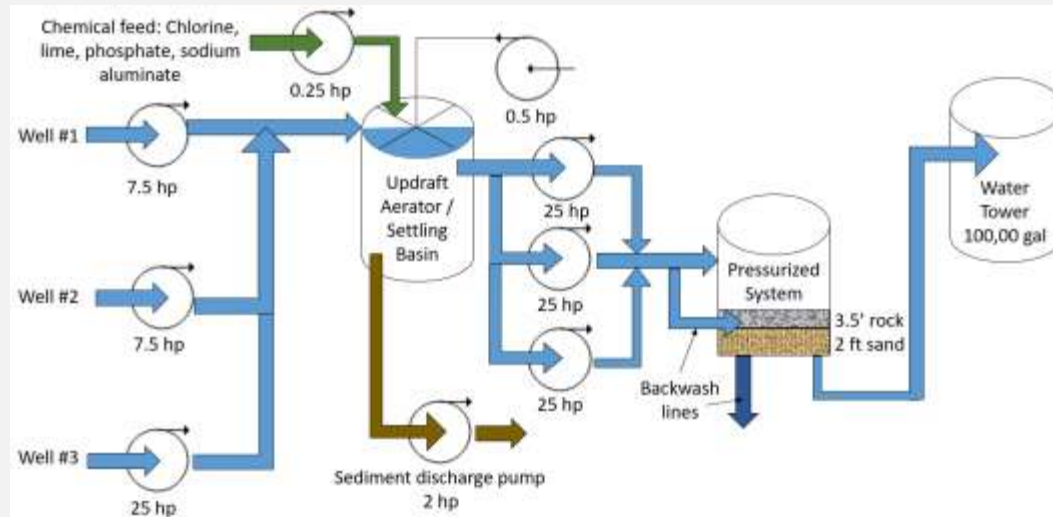 Chemical feed: Chlorine,
lime, phosphate, sodium
aluminate
0.25 hp
0.5 hp
Well #1
7.5 hp
Updraft
Aerator /
Settling
Basin
25 hp
Water
Tower
100,00 gal
Well #2
7.5 hp
25 hp
Pressurized
System
3.5' rock
2 ft sand
25 hp
Backwash
lines
Well #3
25 hp
Sediment discharge pump
2 hp